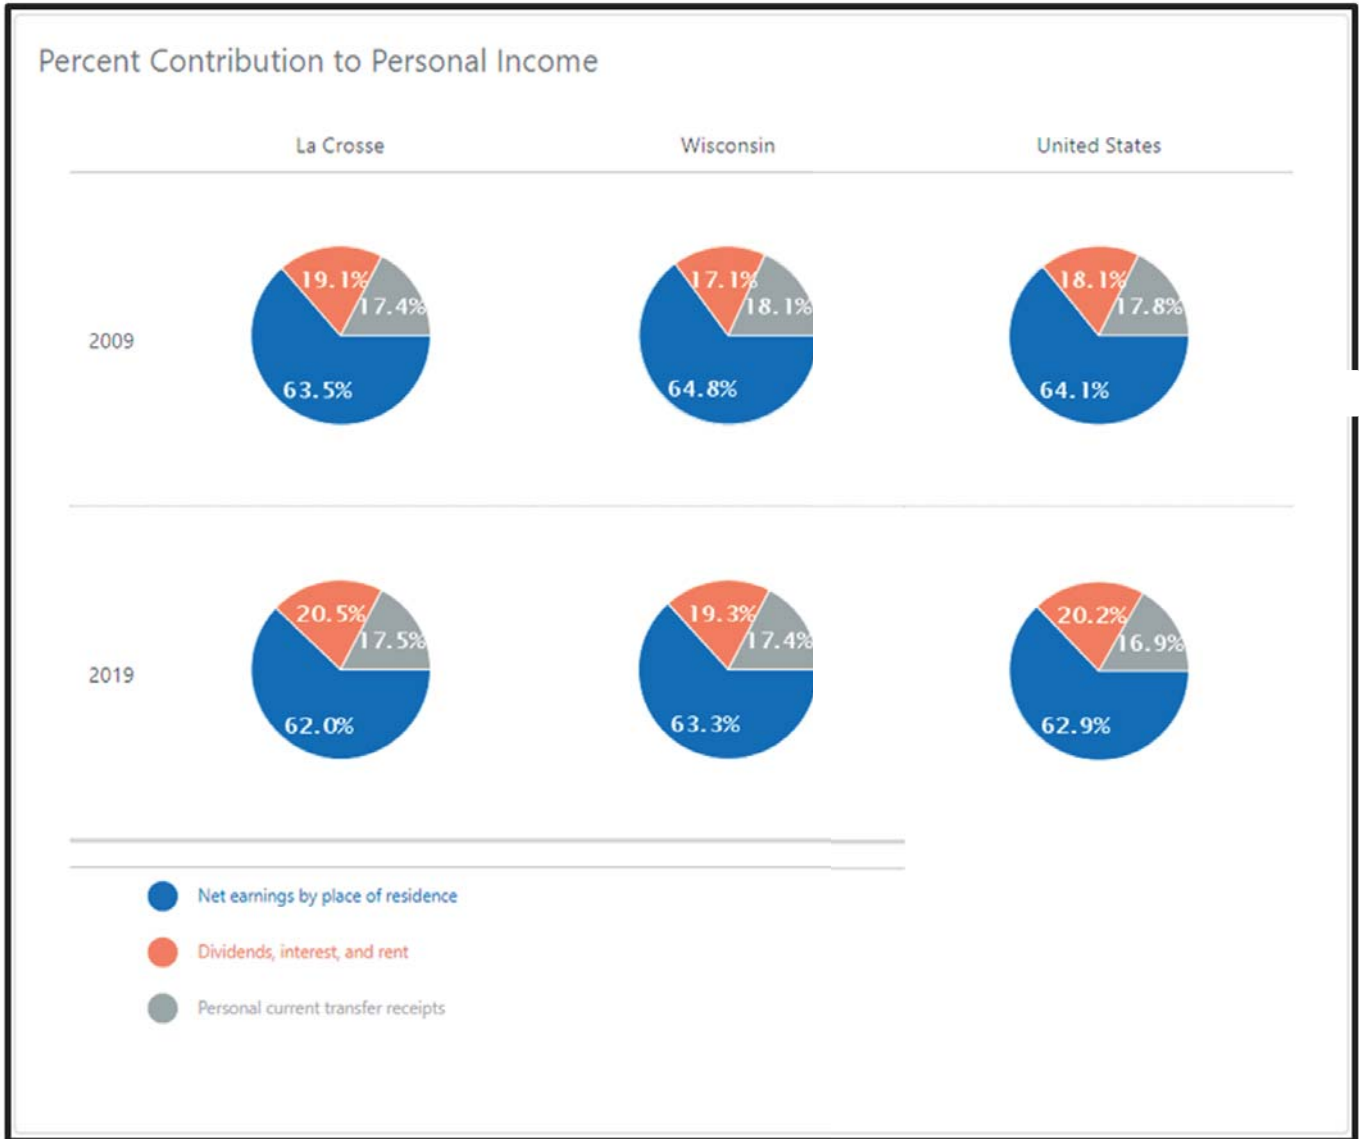 Percent Contribution to Personal Income
La Crosse Wisconsin United States
19.1% 17.1% 18.1%
17.4% 18.1% 17.8%
2009
63.5% 64.8% 64.1%
20.5% 19.3% 20.2%
17.5% 17.4% 16.9%
2019
62.0% 63.3% 62.9%
Net earnings by place of residence
Dividends, interest, and rent
Personal current transfer receipts